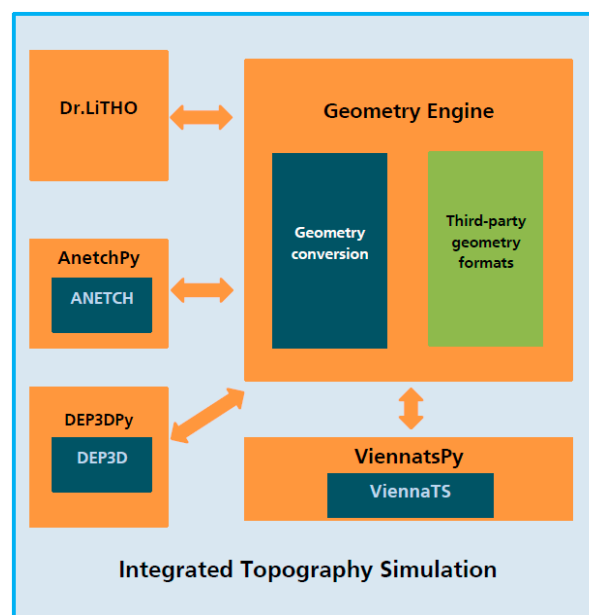 Dr.LiTHO
Geometry Engine
Geometry
conversion
Third-party
geometry
formats
AnetchPy
ANETCH
DEP3DPy
DEP3D
ViennatsPy
ViennaTS
Integrated Topography Simulation